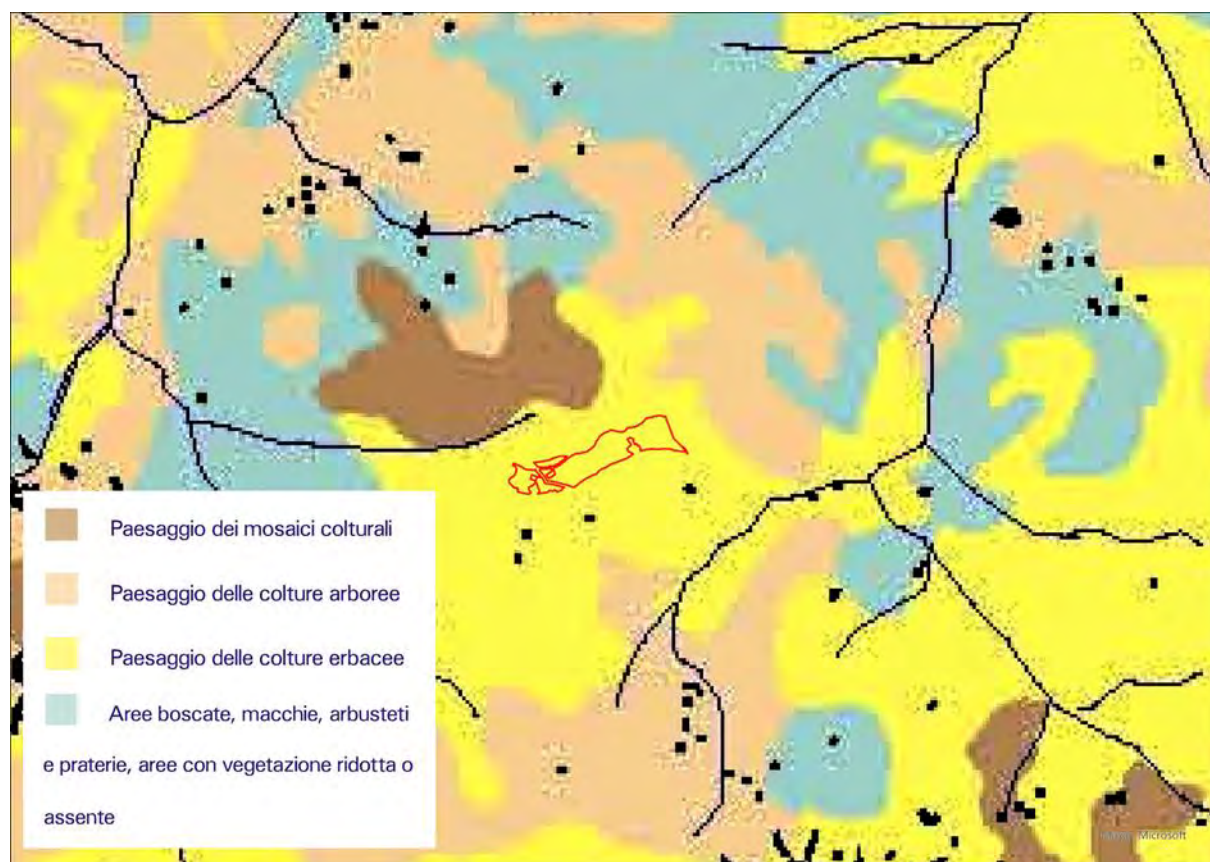 Paesaggio dei mosaici colturali
Paesaggio delle colture arboree
Paesaggio delle colture erbacee
Aree boscate, macchie, arbusteti
e praterie, aree con vegetazione ridotta o
assente
Microsoft